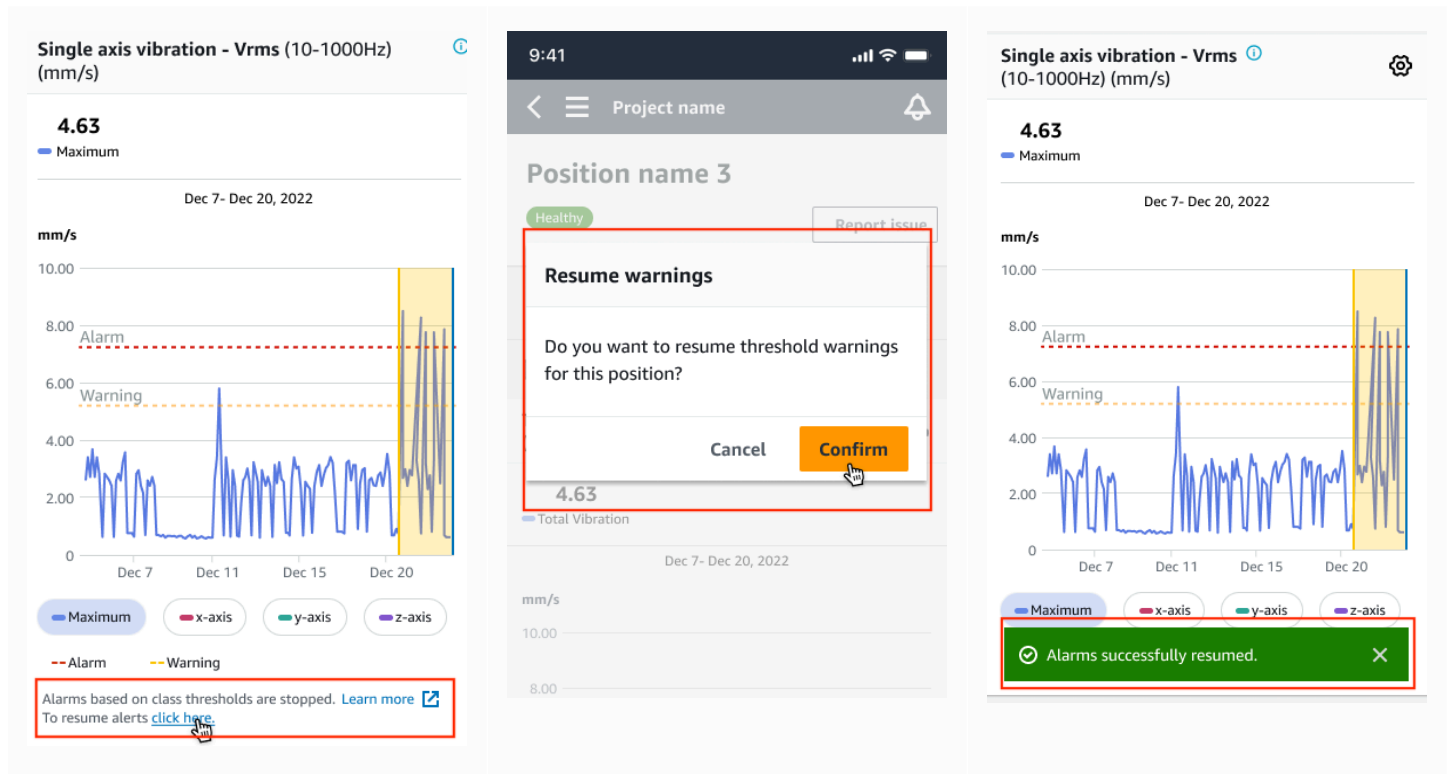 Single axis vibration - Vrms (10-1000Hz)
(mm/s)
4.63
Maximum
Dec 7- Dec 20, 2022
mm/s
10.00
8.00
Alarm
6.00
Warning
4.00
2.00
0
Dec 7 Dec 11 Dec 15 Dec 20
Maximum x-axis y-axis z-axis
Alarm Warning
Alarms based on class thresholds are stopped. Learn more
To resume alerts click here.
9:41
Project name
Position name 3
Healthy
Report issue
Resume warnings
Do you want to resume threshold warnings
for this position?
Cancel Confirm
4.63
Total Vibration
Dec 7- Dec 20, 2022
mm/s
10.00
8.00
Single axis vibration - Vrms
(10-1000Hz) (mm/s)
4.63
Maximum
Dec 7- Dec 20, 2022
mm/s
10.00
8.00
Alarm
6.00
Warning
4.00
2.00
0
Dec 7 Dec 11 Dec 15 Dec 20
Maximum x-axis y-axis z-axis
Alarms successfully resumed.